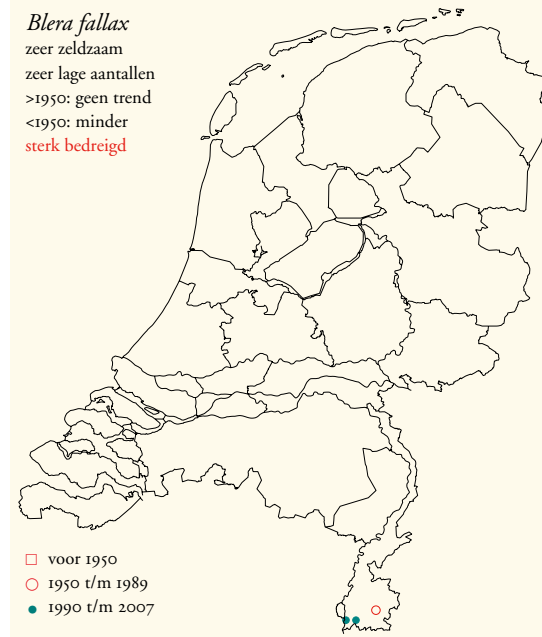 Blera fallax
zeer zeldzaam
zeer lage aantallen
>1950: geen trend
<1950: minder
sterk bedreigd
voor 1950
1950 t/m 1989
1990 t/m 2007